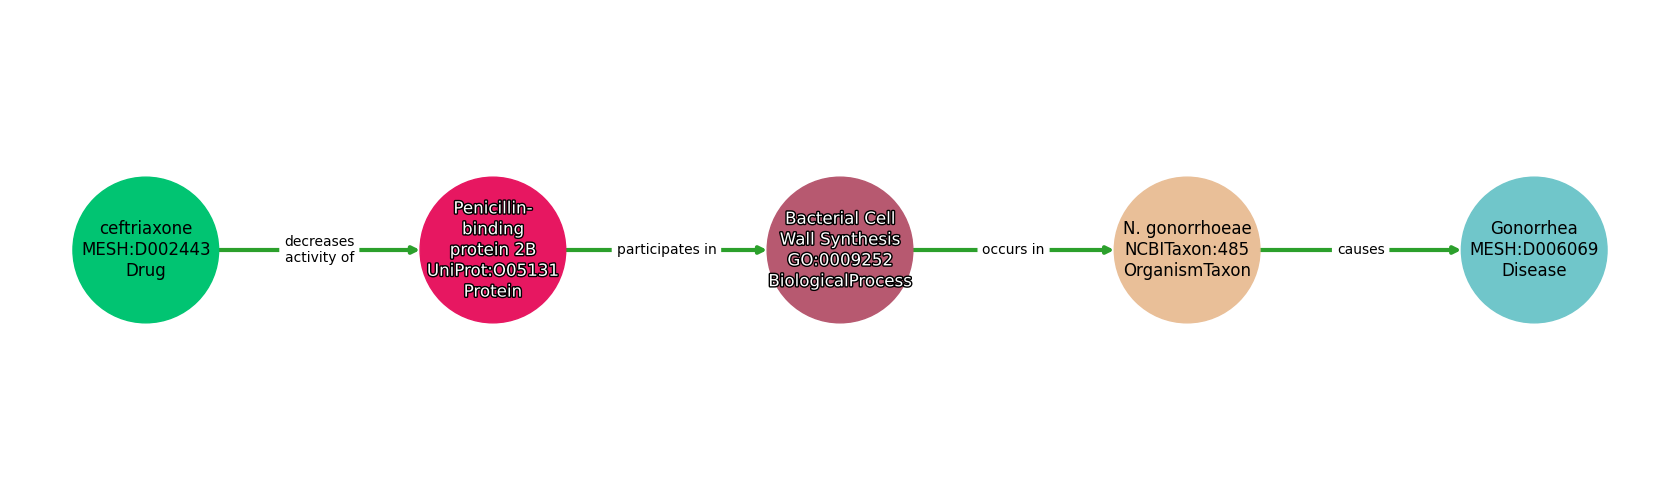 ceftriaxone
MESH:D002443
Drug
decreases
activity of
Penicillin-
binding
protein 2B
UniProt:O05131
Protein
participates in
Bacterial Cell
Wall Synthesis
GO:0009252
BiologicalProcess
occurs in
N. gonorrhoeae
NCBITaxon:485
OrganismTaxon
causes
Gonorrhea
MESH:D006069
Disease